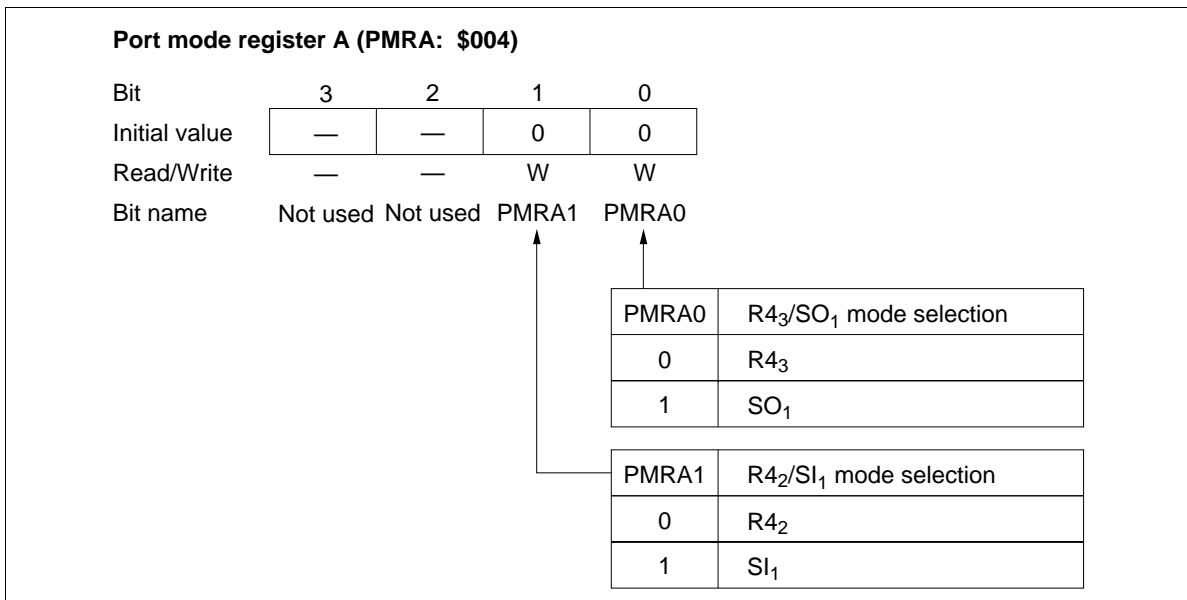 Port mode register A (PMRA: $004)
Bit 3 2 1 0
Initial value — — 0 0
Read/Write — — W W
Bit name Not used Not used PMRA1 PMRA0
PMRA0 R4₃/SO₁ mode selection
0 R4₃
1 SO₁
PMRA1 R4₂/SI₁ mode selection
0 R4₂
1 SI₁